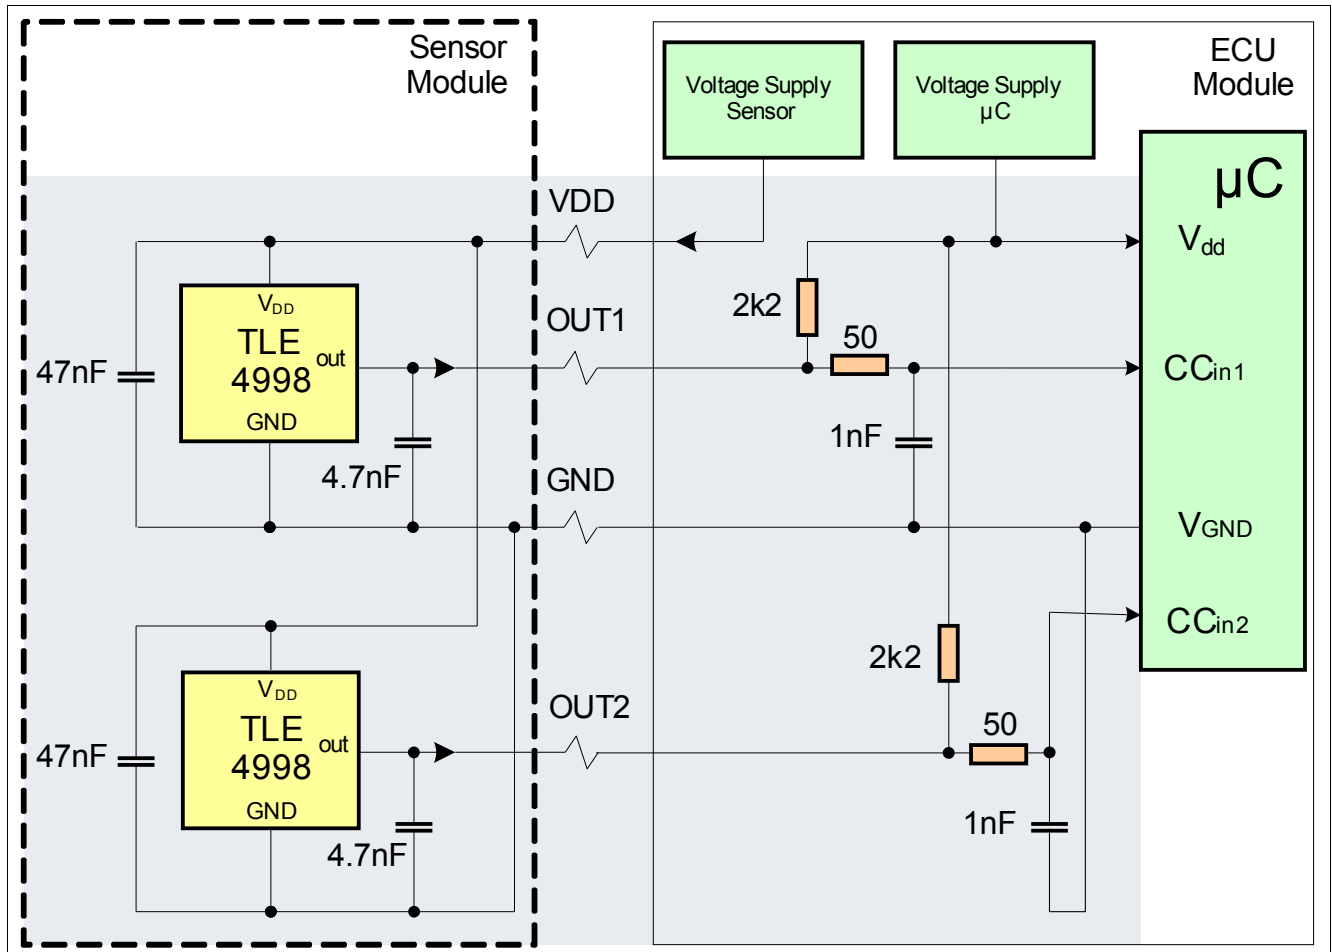 Sensor
Module
Voltage Supply
Sensor
Voltage Supply
µC
ECU
Module
µC
VDD
Vdd
VDD
TLE
4998
out
GND
47nF
4.7nF
OUT1
2k2
50
CCin1
1nF
GND
VGND
CCin2
2k2
VDD
TLE
4998
out
GND
47nF
4.7nF
OUT2
50
1nF